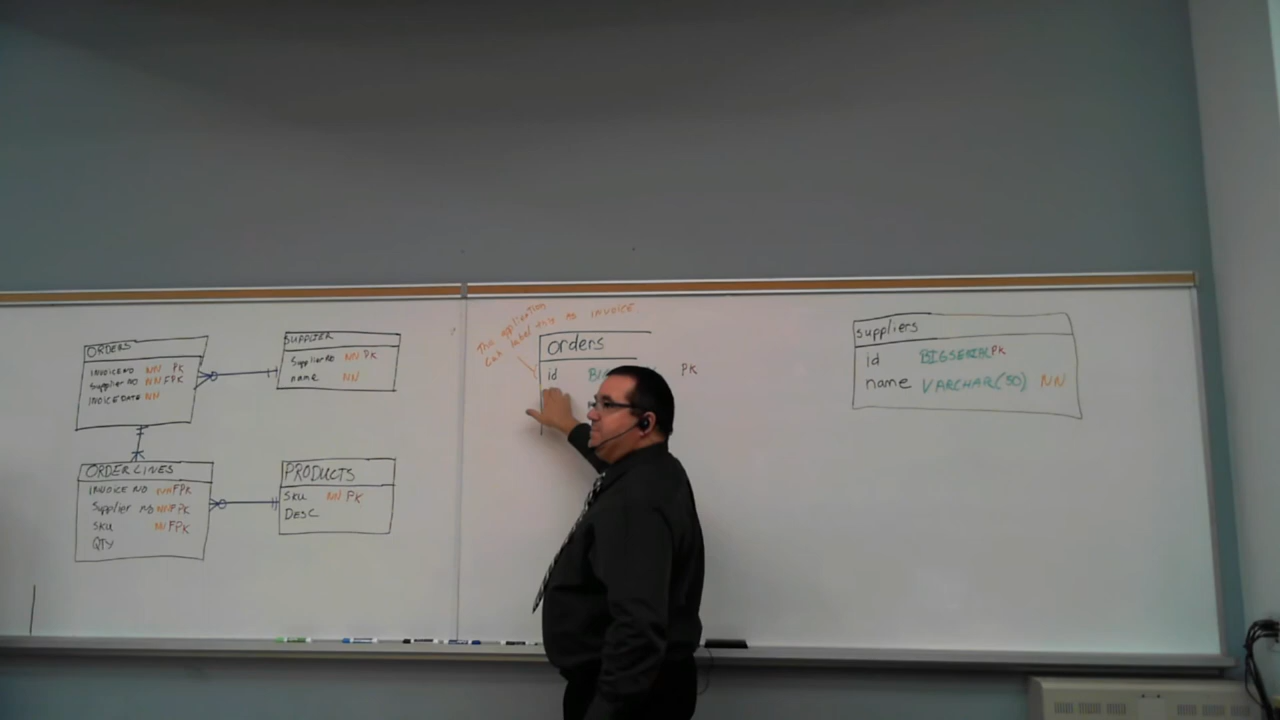 ORDERS
INVOICE NO NN PK
Supplier NO NN FPK
INOICE DATE NN
SUPPLIER
Supplier NO NN PK
name NN
ORDER LINES
INVOICE NO NN FPK
Supplier NO NN FPK
SKU NN FPK
QTY
PRODUCTS
SKU NN PK
DESC
The application
can label this as INVOICE
orders
id PK
suppliers
id BIGSERIAL PK
name VARCHAR(50) NN